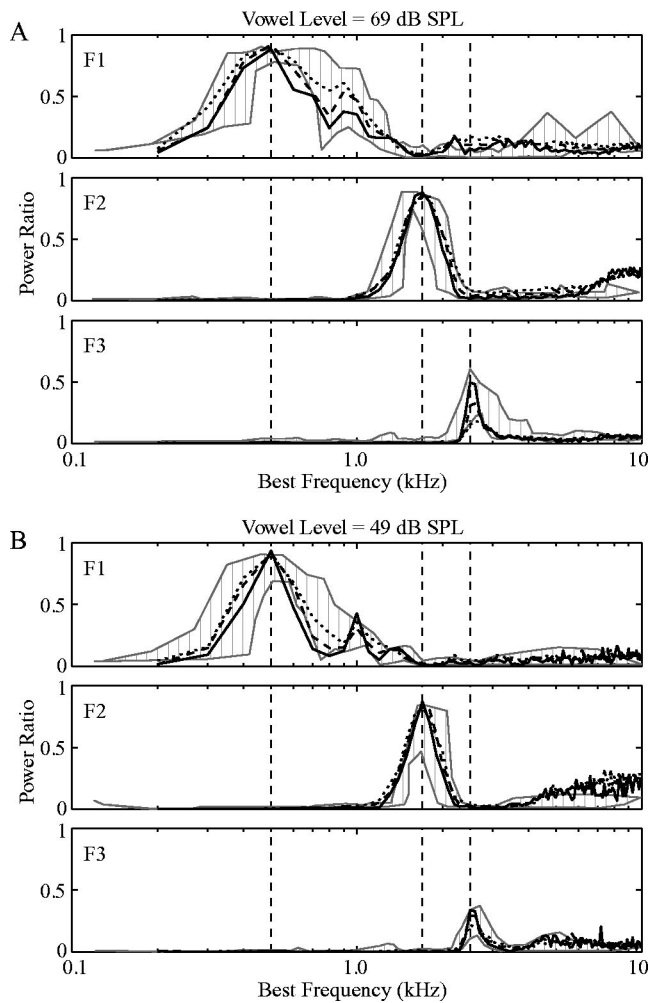 A
Vowel Level = 69 dB SPL
F1
1
0.5
0
F2
1
0.5
0
Power Ratio
F3
1
0.5
0
0.1
1.0
10
Best Frequency (kHz)
B
Vowel Level = 49 dB SPL
F1
1
0.5
0
F2
1
0.5
0
Power Ratio
F3
1
0.5
0
0.1
1.0
10
Best Frequency (kHz)